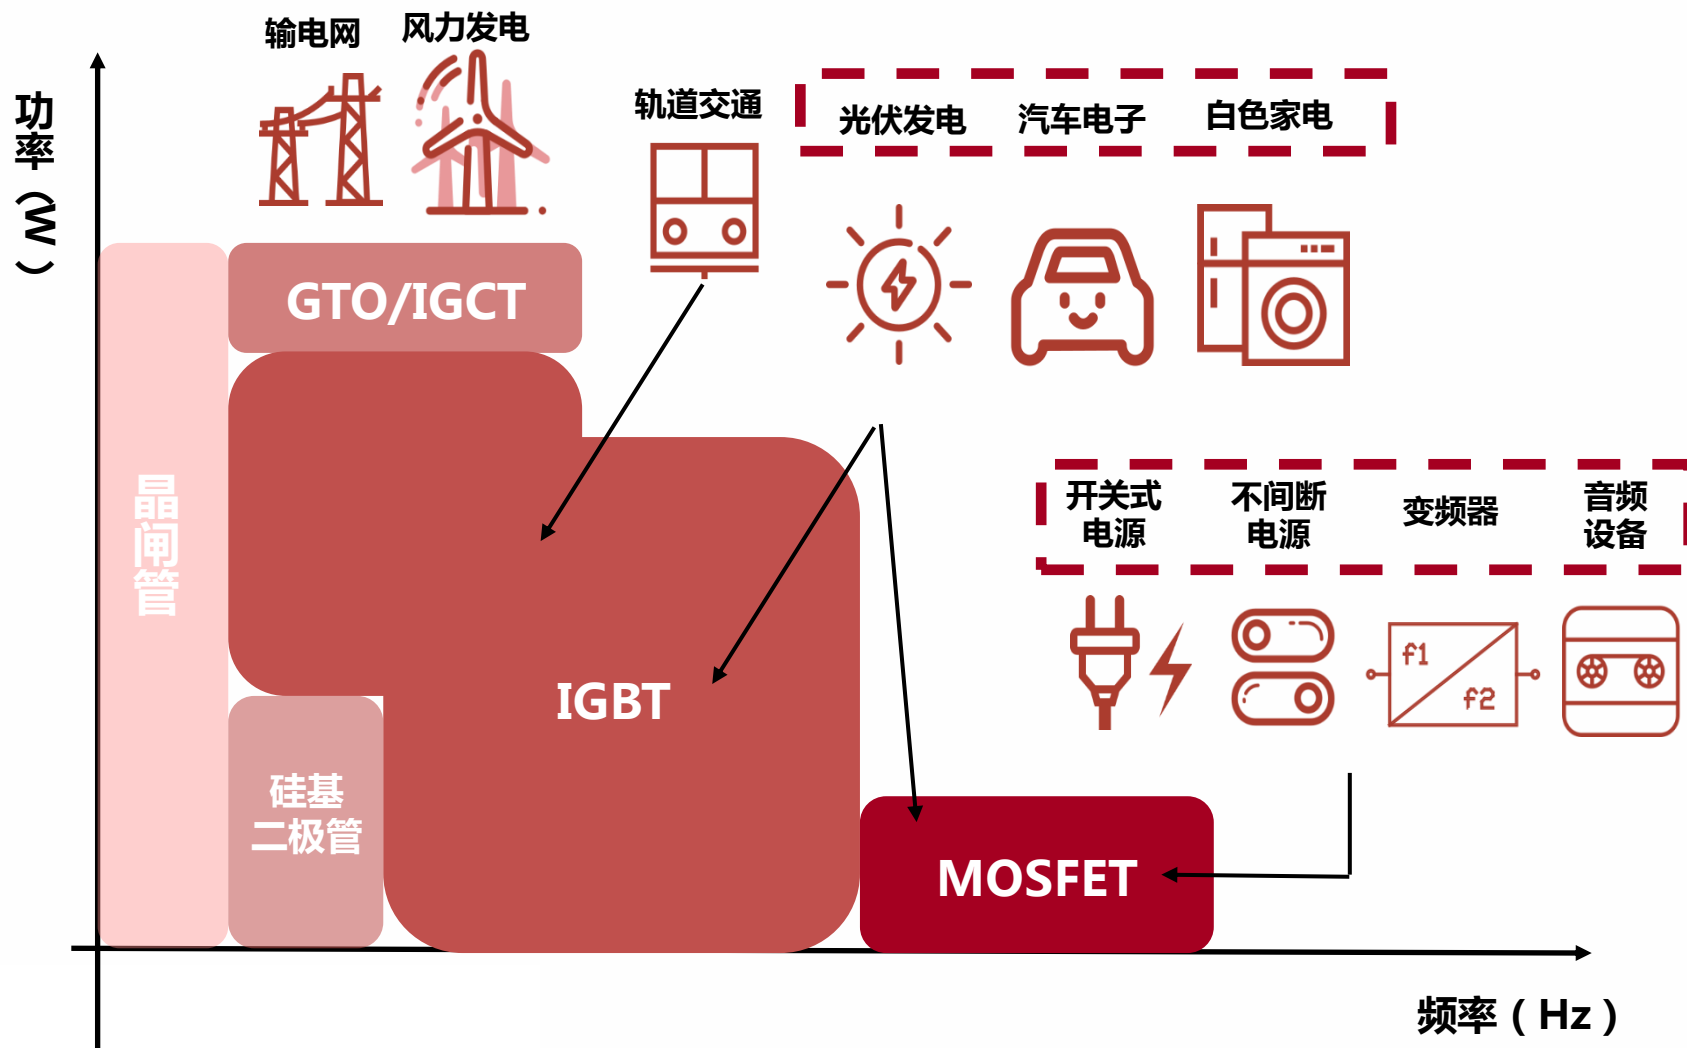 输电网
风力发电
功率（W）
轨道交通
光伏发电
汽车电子
白色家电
GTO/IGCT
晶闸管
开关式
电源
不间断
电源
变频器
音频
设备
f1
f2
IGBT
硅基
二极管
MOSFET
频率（Hz）